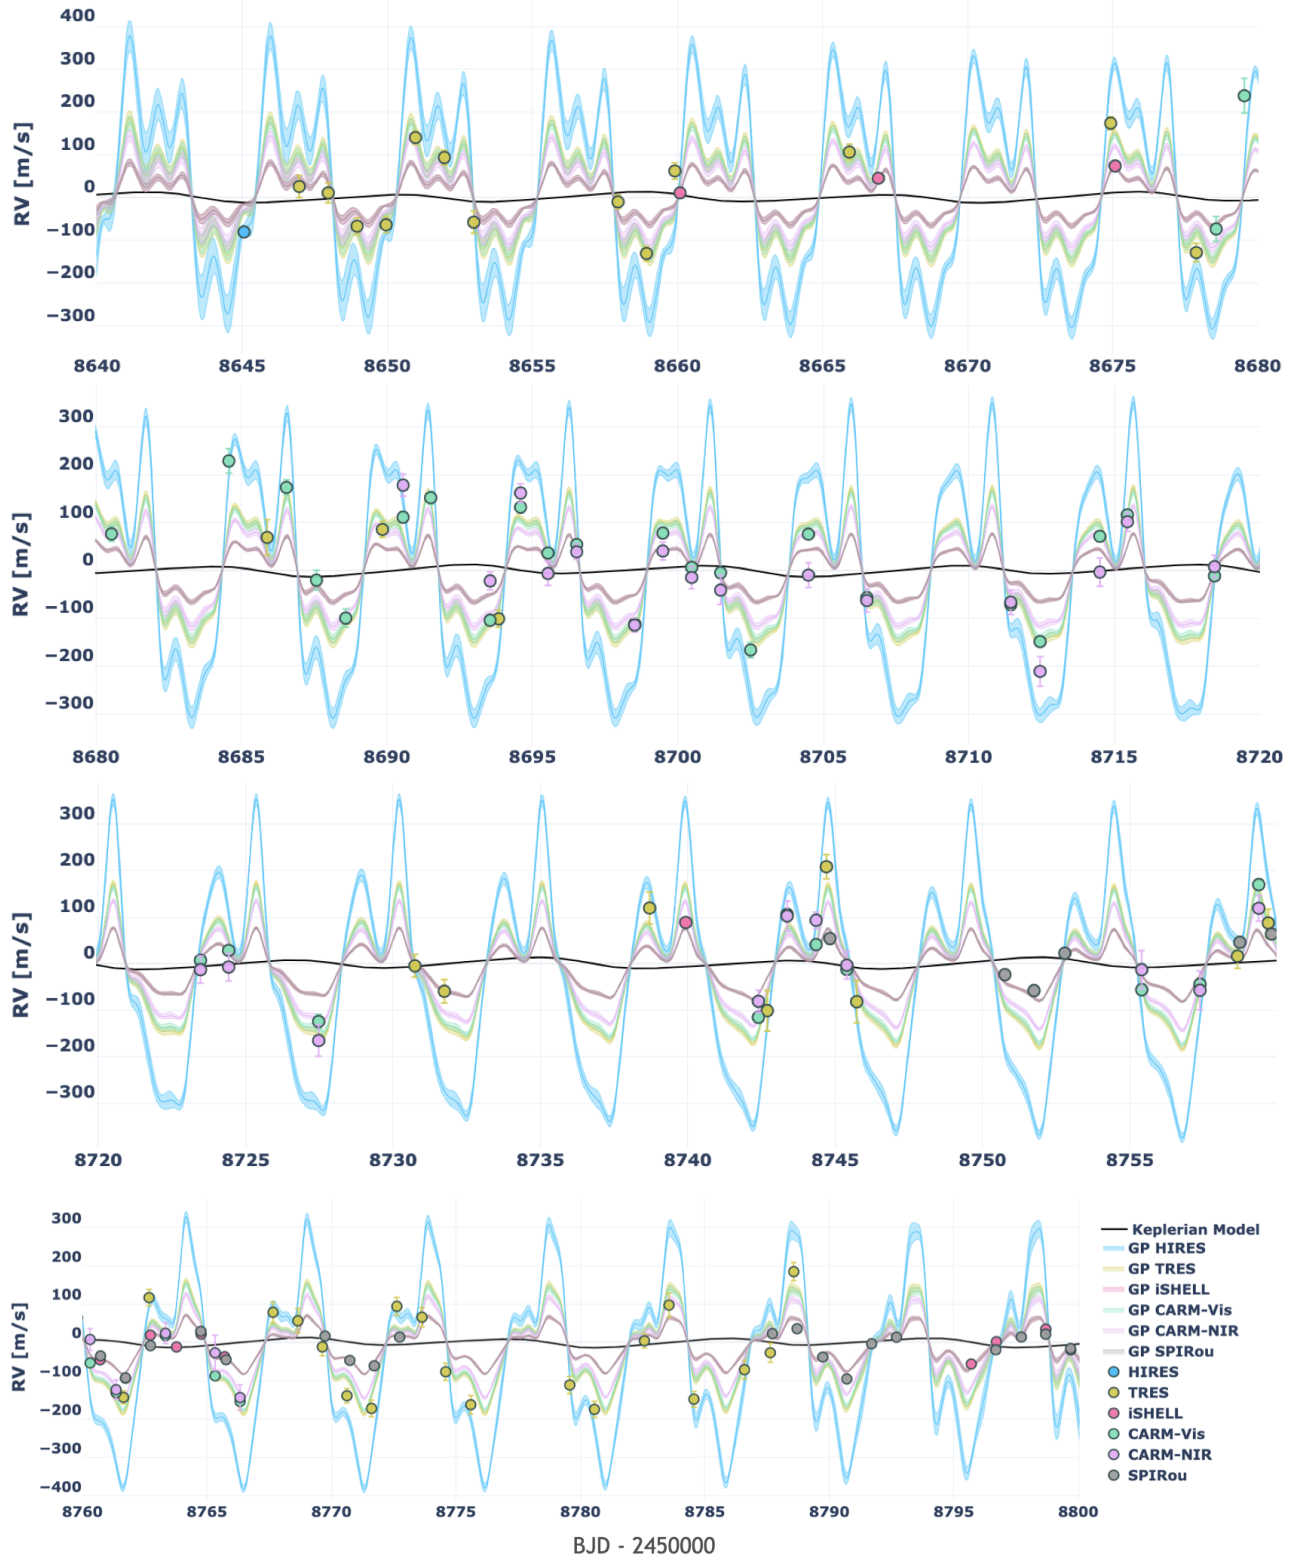 400
300
200
100
0
−100
−200
−300
RV [m/s]
8640 8645 8650 8655 8660 8665 8670 8675 8680
300
200
100
0
−100
−200
−300
RV [m/s]
8680 8685 8690 8695 8700 8705 8710 8715 8720
300
200
100
0
−100
−200
−300
RV [m/s]
8720 8725 8730 8735 8740 8745 8750 8755
300
200
100
0
−100
−200
−300
−400
RV [m/s]
8760 8765 8770 8775 8780 8785 8790 8795 8800
Keplerian Model
GP HIRES
GP TRES
GP iSHELL
GP CARM-Vis
GP CARM-NIR
GP SPIRou
HIRES
TRES
iSHELL
CARM-Vis
CARM-NIR
SPIRou
BJD - 2450000